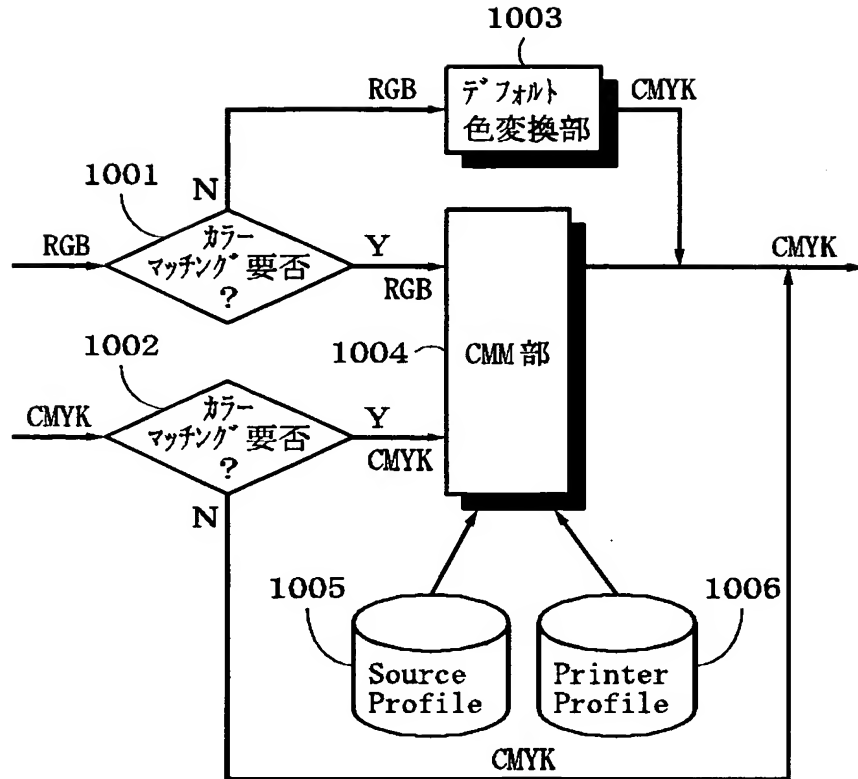 1003
RGB
デフォルト
色変換部
CMYK
1001
N
RGB
カラー
マッチング要否
?
Y
RGB
CMYK
1004
CMM部
1002
CMYK
カラー
マッチング要否
?
Y
CMYK
N
1005
Source
Profile
1006
Printer
Profile
CMYK